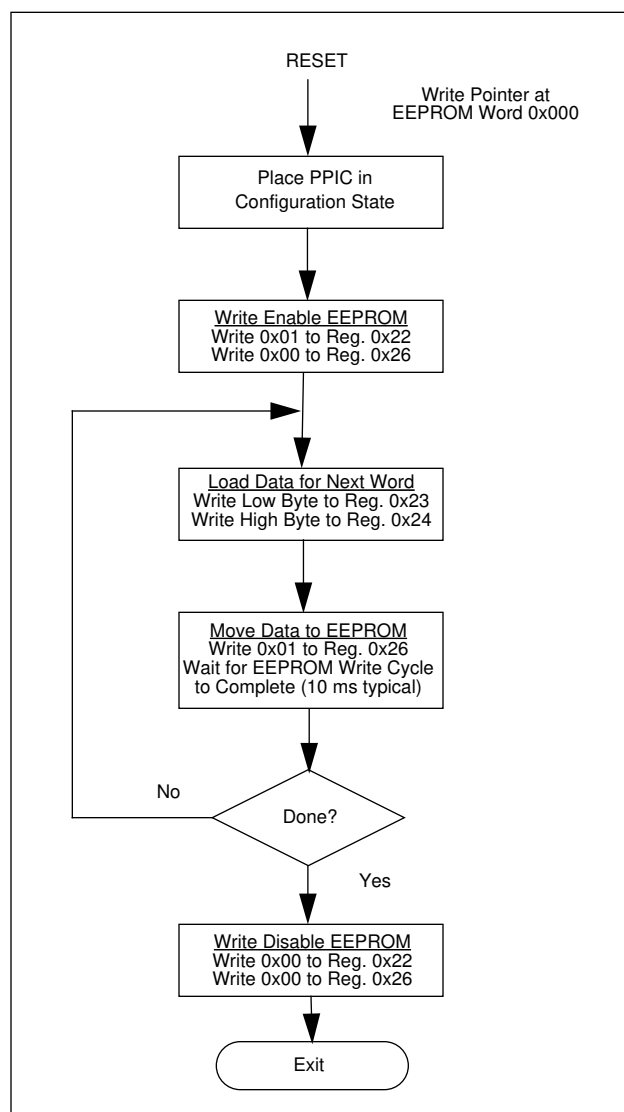 RESET
Write Pointer at
EEPROM Word 0x000
Place PPIC in
Configuration State
Write Enable EEPROM
Write 0x01 to Reg. 0x22
Write 0x00 to Reg. 0x26
Load Data for Next Word
Write Low Byte to Reg. 0x23
Write High Byte to Reg. 0x24
Move Data to EEPROM
Write 0x01 to Reg. 0x26
Wait for EEPROM Write Cycle
to Complete (10 ms typical)
No
Done?
Yes
Write Disable EEPROM
Write 0x00 to Reg. 0x22
Write 0x00 to Reg. 0x26
Exit